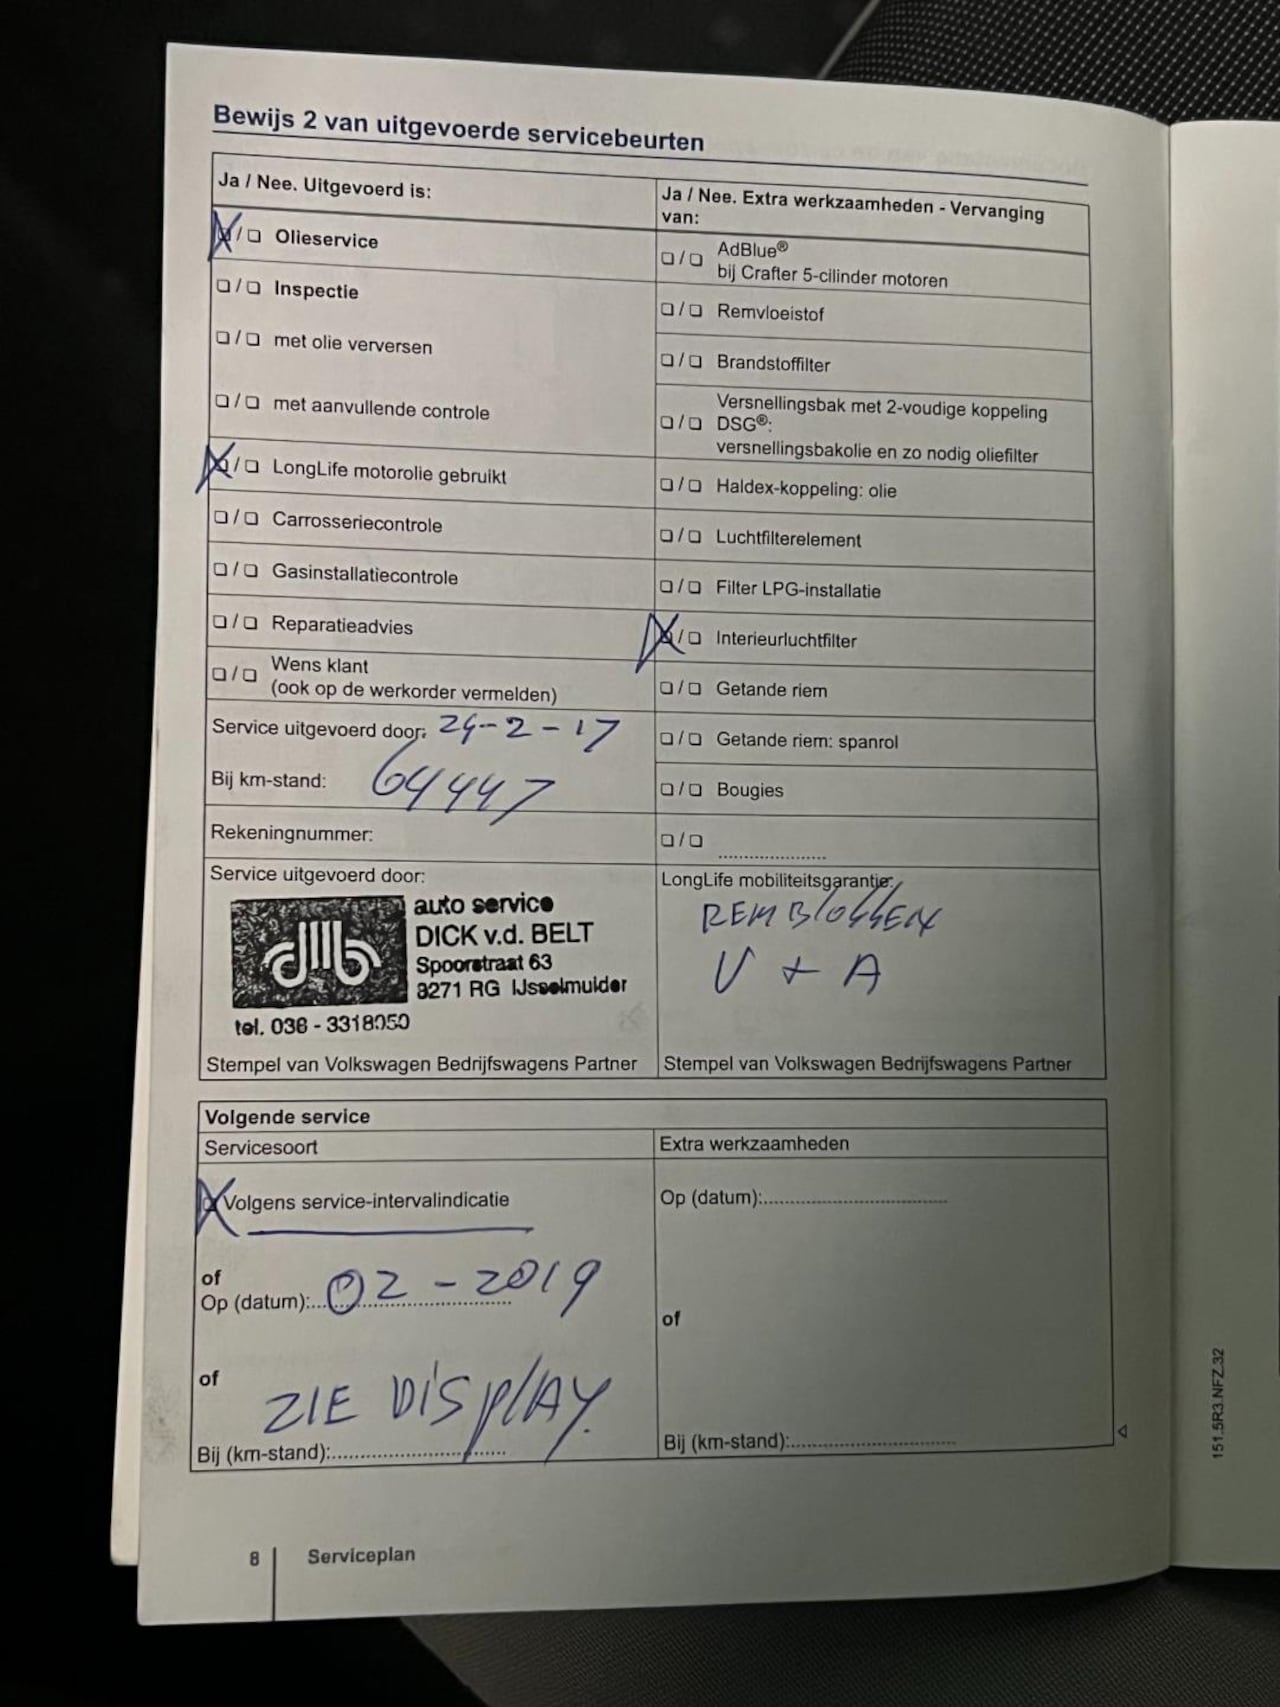 Bewijs 2 van uitgevoerde servicebeurten
Ja / Nee. Uitgevoerd is:
❏ / ❏ Olieservice
❏ / ❏ Inspectie
❏ / ❏ met olie verversen
❏ / ❏ met aanvullende controle
❏ / ❏ LongLife motorolie gebruikt
❏ / ❏ Carrosseriecontrole
❏ / ❏ Gasinstallatiecontrole
❏ / ❏ Reparatieadvies
❏ / ❏ Wens klant
(ook op de werkorder vermelden)
Service uitgevoerd door: 24-2-17
Bij km-stand: 64447
Rekeningnummer:
Service uitgevoerd door:
auto service
DICK v.d. BELT
Spoorstraat 63
8271 RG IJsselmuiden
tel. 038 - 3318050
Stempel van Volkswagen Bedrijfswagens Partner
Ja / Nee. Extra werkzaamheden - Vervanging
van:
❏ / ❏ AdBlue®
bij Crafter 5-cilinder motoren
❏ / ❏ Remvloeistof
❏ / ❏ Brandstoffilter
Versnellingsbak met 2-voudige koppeling
❏ / ❏ DSG®:
versnellingsbakolie en zo nodig oliefilter
❏ / ❏ Haldex-koppeling: olie
❏ / ❏ Luchtfilterelement
❏ / ❏ Filter LPG-installatie
❏ / ❏ Interieurluchtfilter
❏ / ❏ Getande riem
❏ / ❏ Getande riem: spanrol
❏ / ❏ Bougies
❏ / ❏ ....................
LongLife mobiliteitsgarantie:
REMBLOKKEN
V + A
Stempel van Volkswagen Bedrijfswagens Partner
Volgende service
Servicesoort
❏ Volgens service-intervalindicatie
of
Op (datum): 02 - 2019
of
ZIE DISPLAY.
Bij (km-stand):
Extra werkzaamheden
Op (datum):
of
Bij (km-stand):
151.5R3.NFZ.32
8 Serviceplan